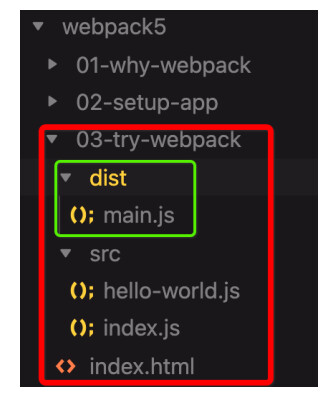 webpack5
01-why-webpack
02-setup-app
03-try-webpack
dist
(); main.js
src
(); hello-world.js
(); index.js
<> index.html